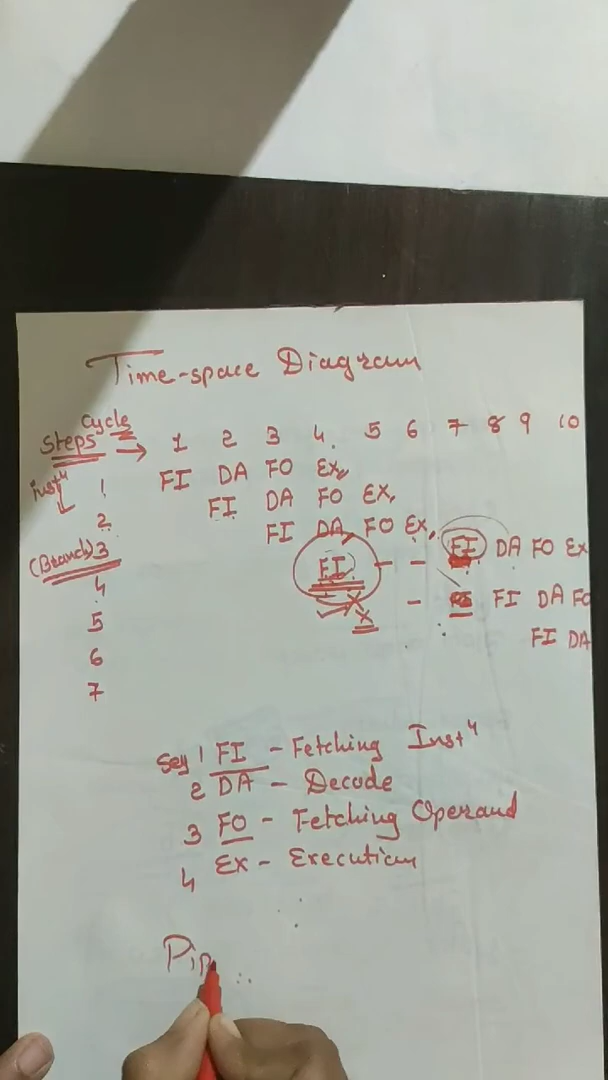 Time-space Diagram
Cycle
Steps → 1 2 3 4 5 6 7 8 9 10
Inst"
1 FI DA FO EX
2 FI DA FO EX
(Branch) 3 FI DA FO EX
4 FI - - FI DA FO EX
5 X - FI DA FO
6 FI DA
7
Seg 1 FI - Fetching Inst"
2 DA - Decode
3 FO - Fetching Operand
4 EX - Execution
Pip